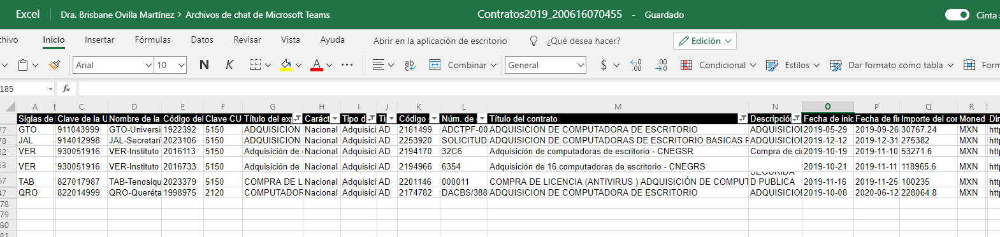 Excel Dra. Brisbane Ovilla Martínez > Archivos de chat de Microsoft Teams Contratos2019_200616070455 - Guardado Cinta
chivo Inicio Insertar Fórmulas Datos Revisar Vista Ayuda Abrir en la aplicación de escritorio ¿Qué desea hacer? Edición
Arial 10 N K A ab Combinar General $ Condicional Estilos Dar formato como tabla Form
185 fx
A E C D E F G H I J K L M N O P Q R S
Siglas de Clave de la U Nombre de la Código del Clave CU Título del exp Caráct Tipo d Ti Código Núm. de Título del contrato Descripción Fecha de inic Fecha de fin Importe del con Moned Dir
77 GTO 911043999 GTO-Universi 1922392 5150 ADQUISICION Nacional Adquisici AD 2161499 ADCTPF-00 ADQUISICION DE COMPUTADORA DE ESCRITORIO ADQUISICION 2019-05-29 2019-09-26 30767.24 MXN htt
78 JAL 914012998 JAL-Secretarí 2023106 5150 ADQUISICION Nacional Adquisici AD 2253920 SOLICITUD ADQUISICION DE COMPUTADORAS DE ESCRITORIO BASICAS P ADQUISICION 2019-12-12 2019-12-31 275382 MXN htt
52 VER 930051916 VER-Instituto 2016113 5150 Adquisición de Nacional Adquisici AD 2194170 32C6 Adquisición de computadoras de escritorio - CNEGSR Compra de cin 2019-10-19 2019-11-10 53271.6 MXN htt
53 VER 930051916 VER-Instituto 2016733 5150 Adquisición de Nacional Adquisici AD 2194966 6354 Adquisición de 16 computadoras de escritorio - CNEGRS 2019-10-21 2019-11-11 118965.6 MXN htt
SEGURIDA
57 TAB 827017987 TAB-Tenosiqu 2023379 5150 COMPRA DE L Nacional Adquisici AD 2201146 000011 COMPRA DE LICENCIA (ANTIVIRUS ) ADQUISICIÓN DE COMPUT D PUBLICA 2019-11-16 2019-11-25 100235 MXN htt
47 QRO 822014999 QRO-Queréta 1998975 2120 COMPUTADOR Nacional Adquisici AD 2174782 DACBS/388 ADQUISICION DE COMPUTADORA DE ESCRITORIO ADQUISICION 2019-10-08 2020-06-12 228064.8 MXN htt
78
79
80
81